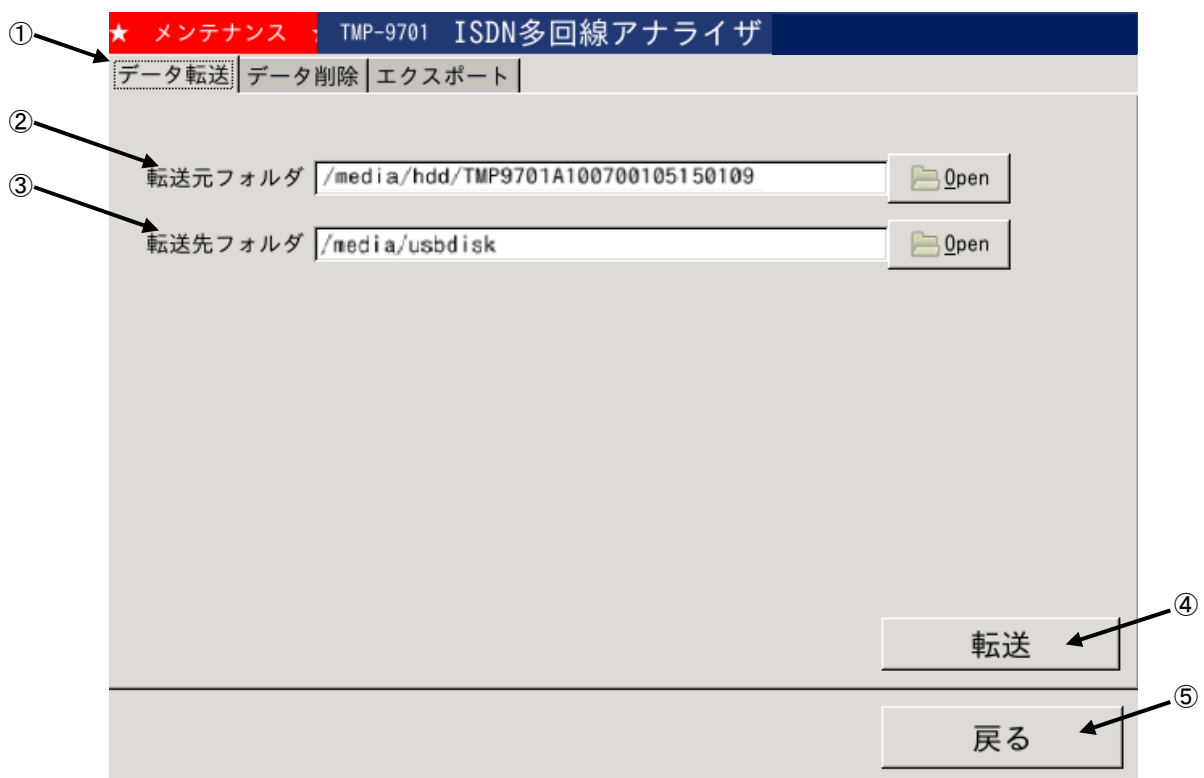 ①
★ メンテナンス TMP-9701 ISDN多回線アナライザ
データ転送 データ削除 エクスポート
②
転送元フォルダ /media/hdd/TMP9701A100700105150109 Open
③
転送先フォルダ /media/usbdisk Open
④
転送
⑤
戻る